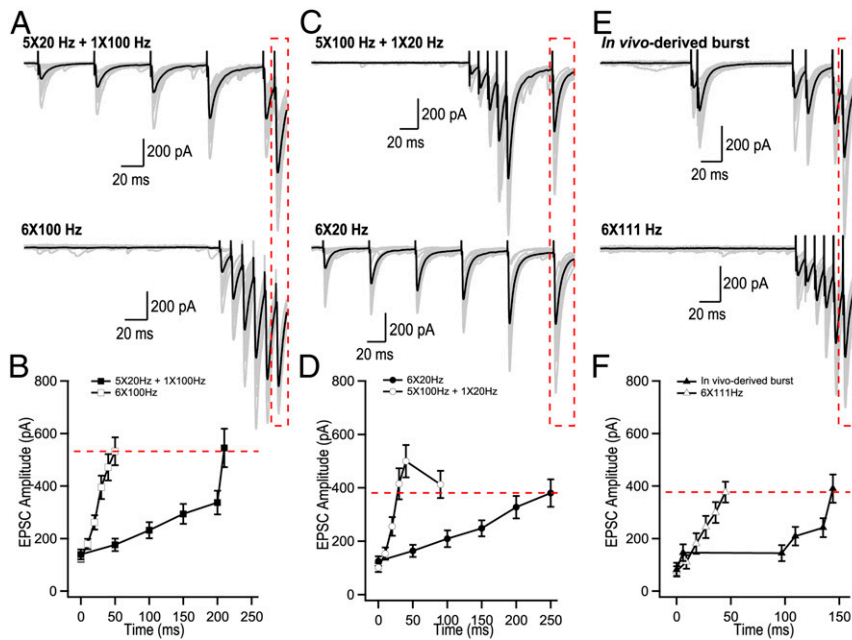 A
5X20 Hz + 1X100Hz
200 pA
20 ms
6X100 Hz
200 pA
20 ms
B
5X20Hz + 1X100Hz
6X100Hz
EPSC Amplitude (pA)
800
600
400
200
0
0 50 100 150 200 250
Time (ms)
C
5X100 Hz + 1X20 Hz
200 pA
20 ms
6X20 Hz
200 pA
20 ms
D
6X20Hz
5X100Hz + 1X20Hz
EPSC Amplitude (pA)
800
600
400
200
0
0 50 100 150 200 250
Time (ms)
E
In vivo-derived burst
200 pA
20 ms
6X111 Hz
200 pA
20 ms
F
In vivo-derived burst
6X111Hz
EPSC Amplitude (pA)
800
600
400
200
0
0 50 100 150
Time (ms)